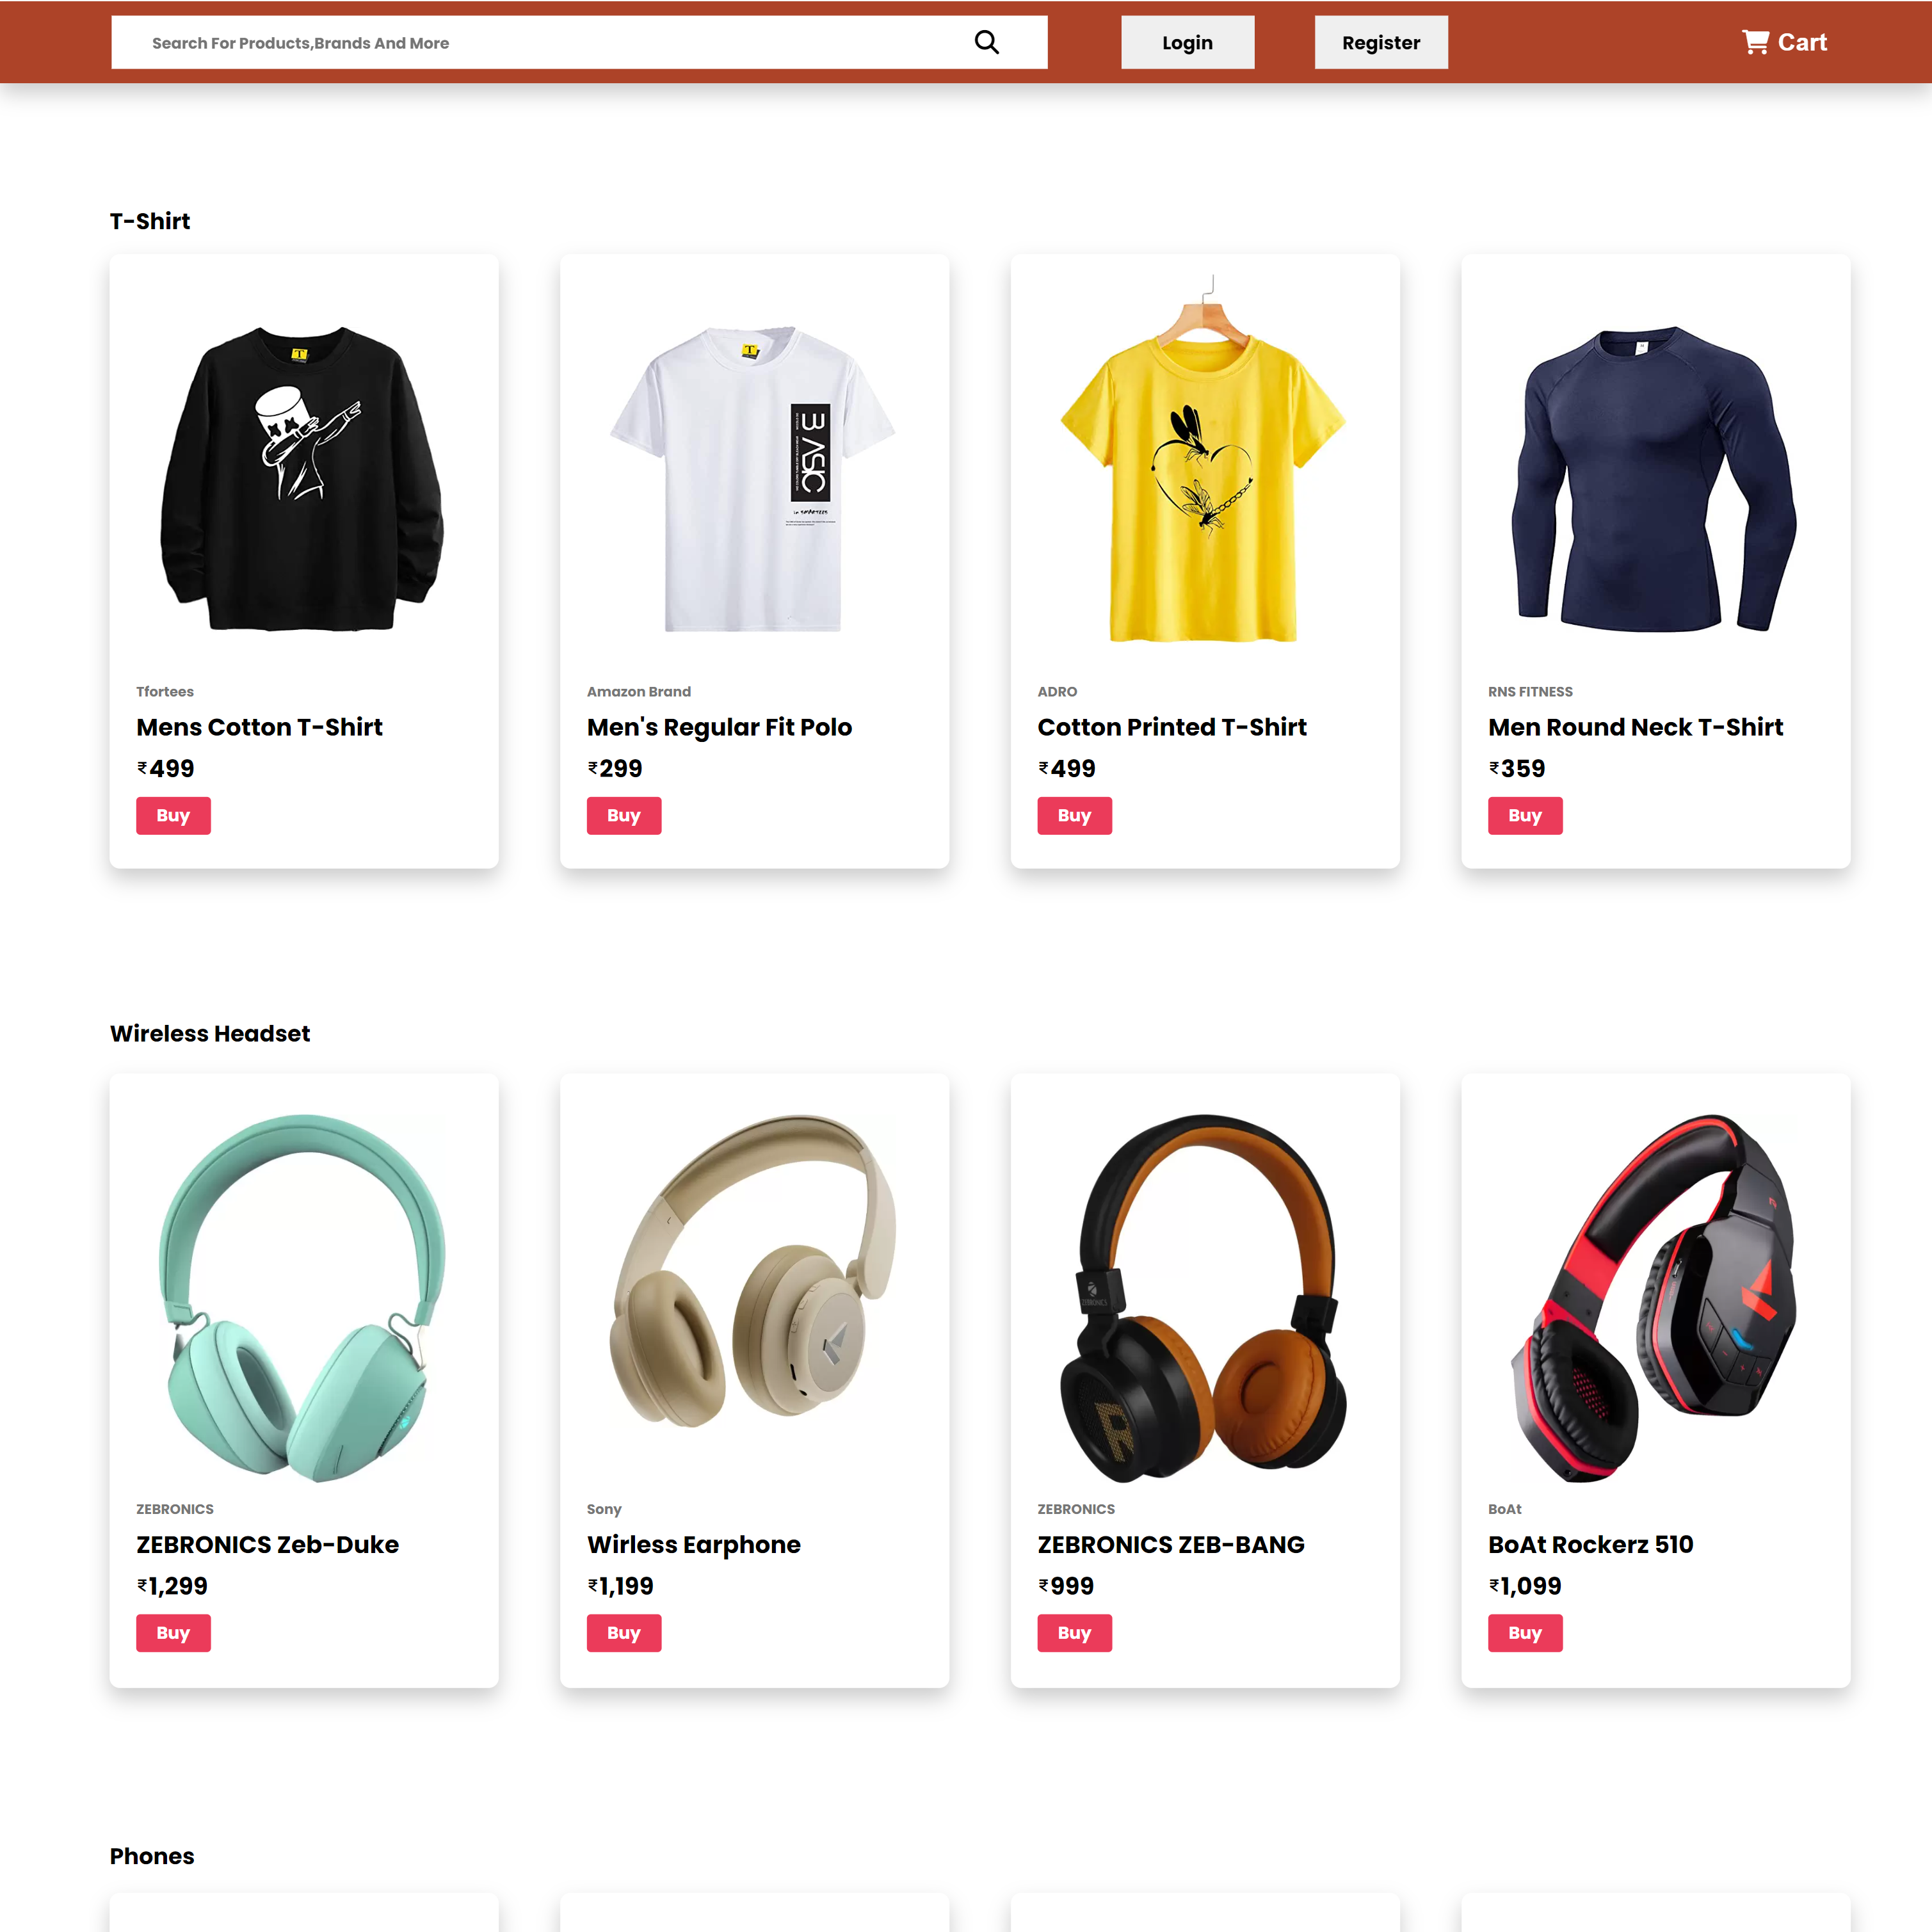 Search For Products,Brands And More
Login
Register
Cart
T-Shirt
T
T
BASIC
Tfortees
Amazon Brand
ADRO
RNS FITNESS
Mens Cotton T-Shirt
Men's Regular Fit Polo
Cotton Printed T-Shirt
Men Round Neck T-Shirt
₹499
₹299
₹499
₹359
Buy
Buy
Buy
Buy
Wireless Headset
ZEBRONICS
R
ZEBRONICS
Sony
ZEBRONICS
BoAt
ZEBRONICS Zeb-Duke
Wirless Earphone
ZEBRONICS ZEB-BANG
BoAt Rockerz 510
₹1,299
₹1,199
₹999
₹1,099
Buy
Buy
Buy
Buy
Phones